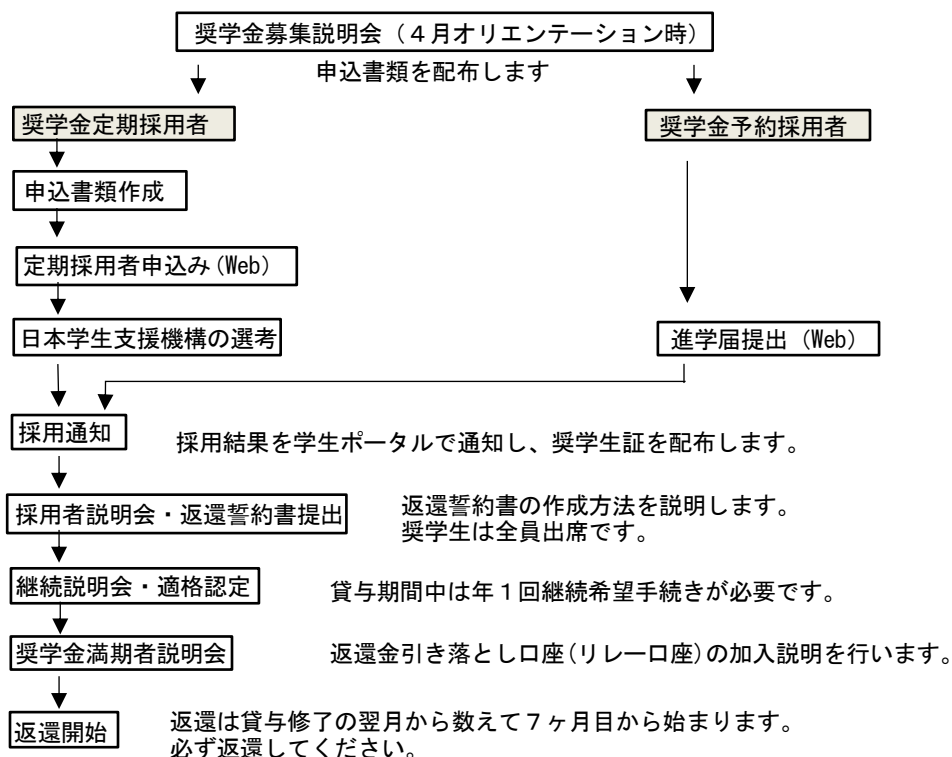 奨学金募集説明会（４月オリエンテーション時）
申込書類を配布します
奨学金定期採用者
奨学金予約採用者
申込書類作成
定期採用者申込み(Web)
日本学生支援機構の選考
進学届提出（Web）
採用通知
採用結果を学生ポータルで通知し、奨学生証を配布します。
採用者説明会・返還誓約書提出
返還誓約書の作成方法を説明します。
奨学生は全員出席です。
継続説明会・適格認定
貸与期間中は年１回継続希望手続きが必要です。
奨学金満期者説明会
返還金引き落とし口座(リレー口座)の加入説明を行います。
返還開始
返還は貸与修了の翌月から数えて７ヶ月目から始まります。
必ず返還してください。